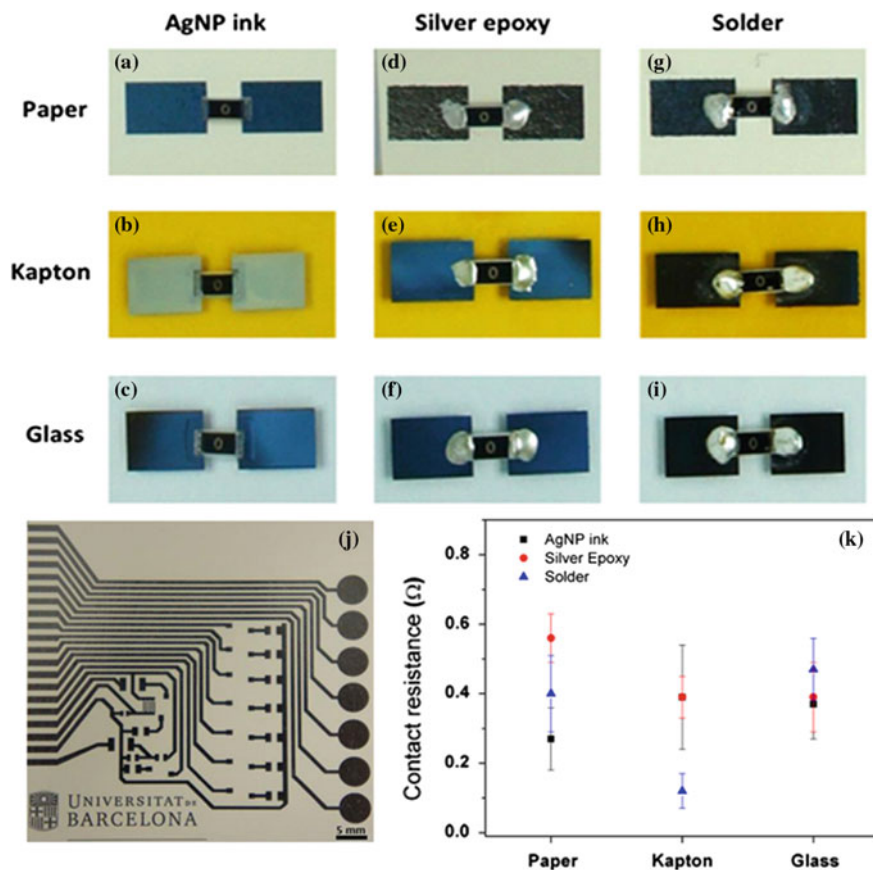 AgNP ink Silver epoxy Solder
Paper (a) (d) (g)
0 0 0
Kapton (b) (e) (h)
0 0 0
Glass (c) (f) (i)
0 0 0
(j)
UNIVERSITAT DE
BARCELONA
5 mm
(k)
AgNP ink
Silver Epoxy
Solder
Contact resistance (Ω)
0.8
0.6
0.4
0.2
0.0
Paper Kapton Glass